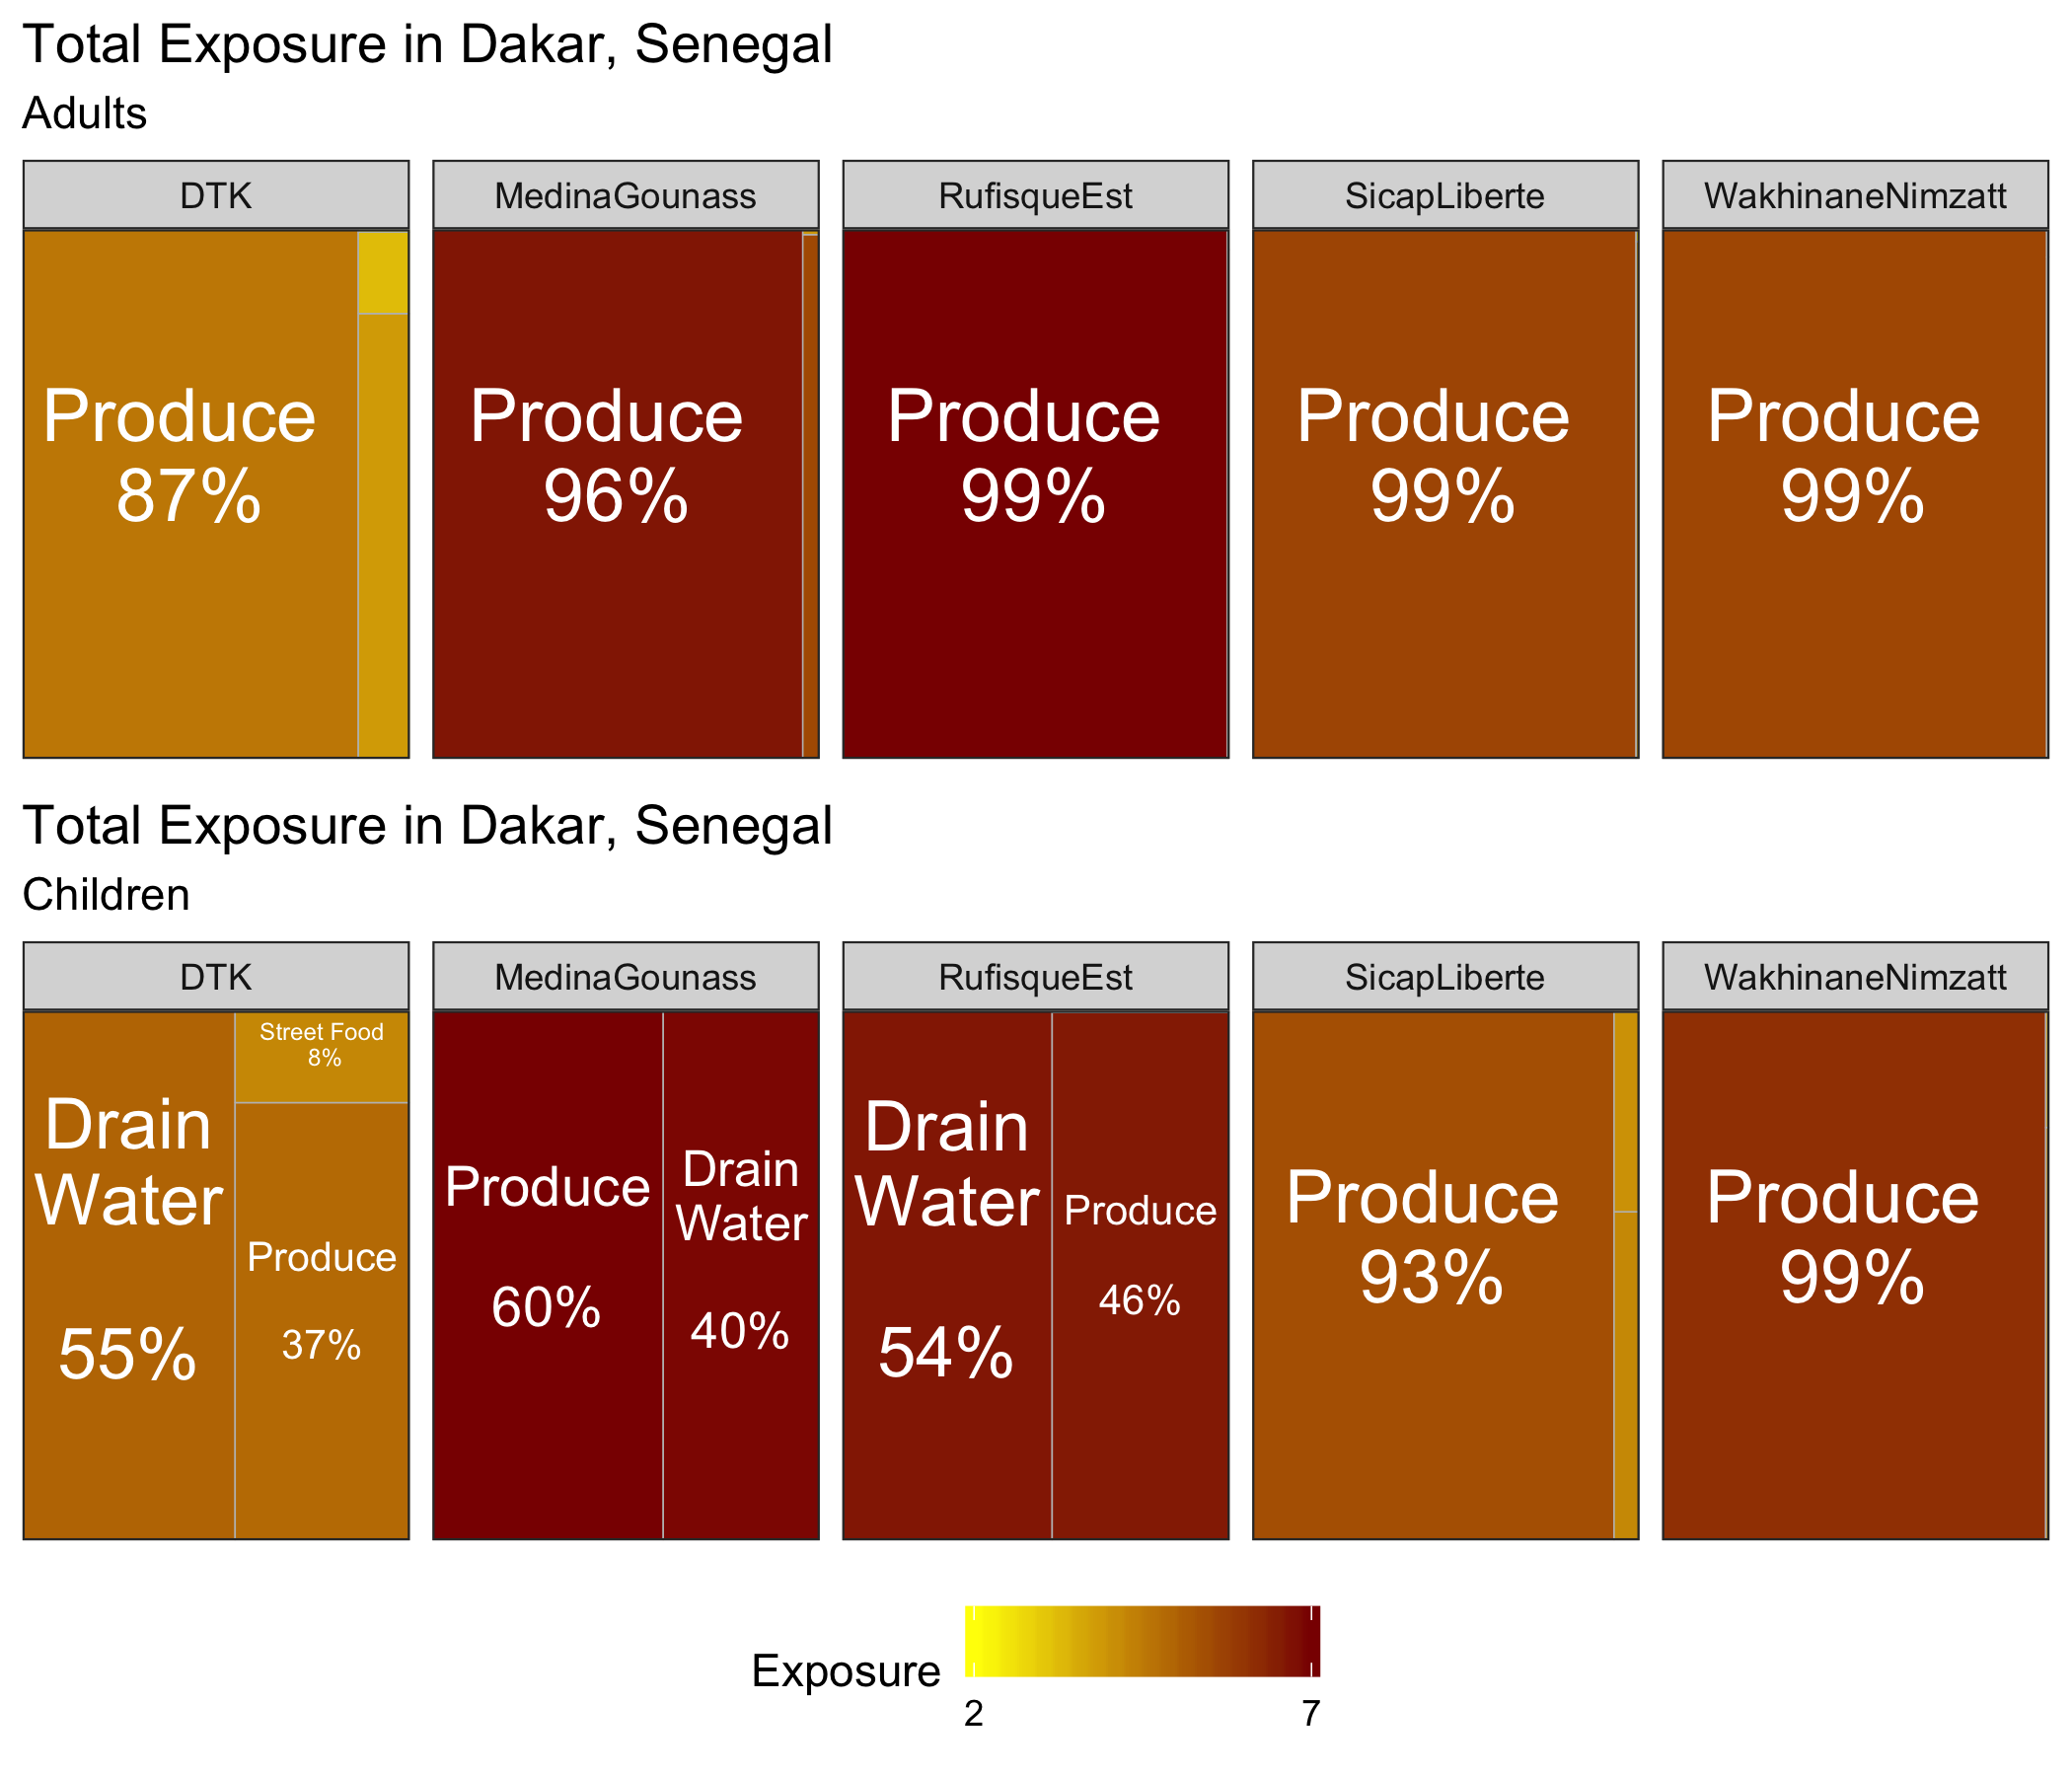 Total Exposure in Dakar, Senegal
Adults
DTK
MedinaGounass
RufisqueEst
SicapLiberte
WakhinaneNimzatt
Produce
87%
Produce
96%
Produce
99%
Produce
99%
Produce
99%
Total Exposure in Dakar, Senegal
Children
DTK
MedinaGounass
RufisqueEst
SicapLiberte
WakhinaneNimzatt
Drain
Water
55%
Street Food
8%
Produce
37%
Produce
60%
Drain
Water
40%
Drain
Water
54%
Produce
46%
Produce
93%
Produce
99%
Exposure
2
7